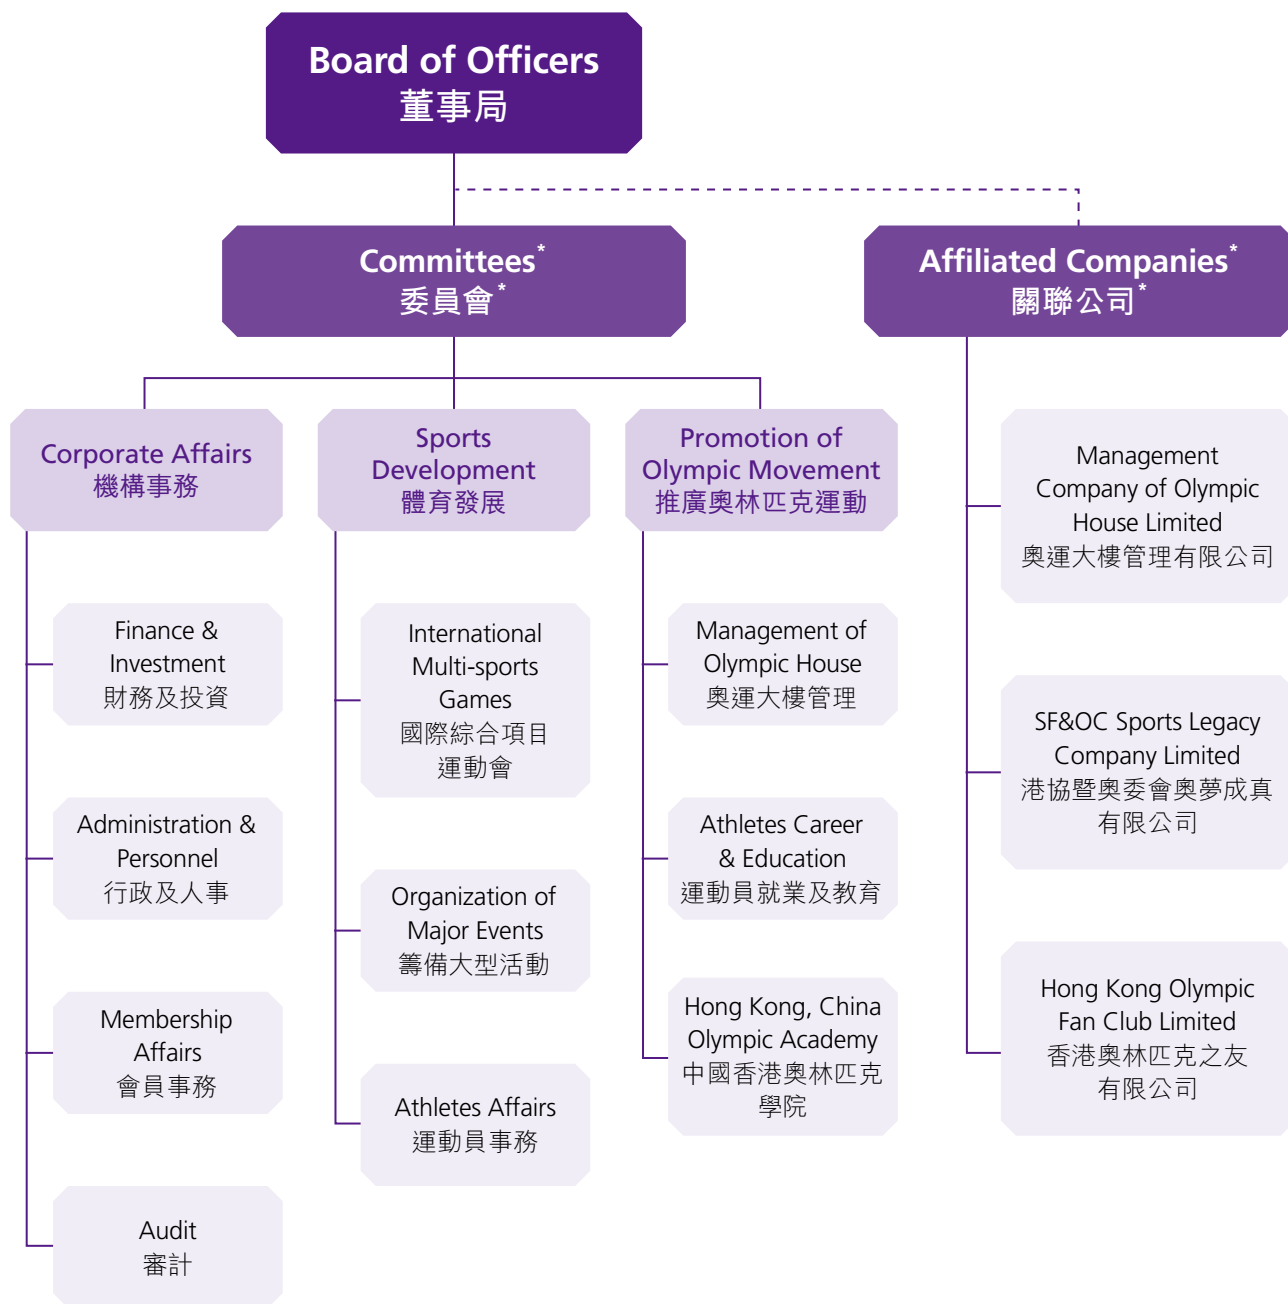 Board of Officers
董事局
Committees*
委員會*
Affiliated Companies*
關聯公司*
Corporate Affairs
機構事務
Finance &
Investment
財務及投資
Administration &
Personnel
行政及人事
Membership
Affairs
會員事務
Audit
審計
Sports
Development
體育發展
International
Multi-sports
Games
國際綜合項目
運動會
Organization of
Major Events
籌備大型活動
Athletes Affairs
運動員事務
Promotion of
Olympic Movement
推廣奧林匹克運動
Management of
Olympic House
奧運大樓管理
Athletes Career
& Education
運動員就業及教育
Hong Kong, China
Olympic Academy
中國香港奧林匹克
學院
Management
Company of Olympic
House Limited
奧運大樓管理有限公司
SF&OC Sports Legacy
Company Limited
港協暨奧委會奧夢成真
有限公司
Hong Kong Olympic
Fan Club Limited
香港奧林匹克之友
有限公司